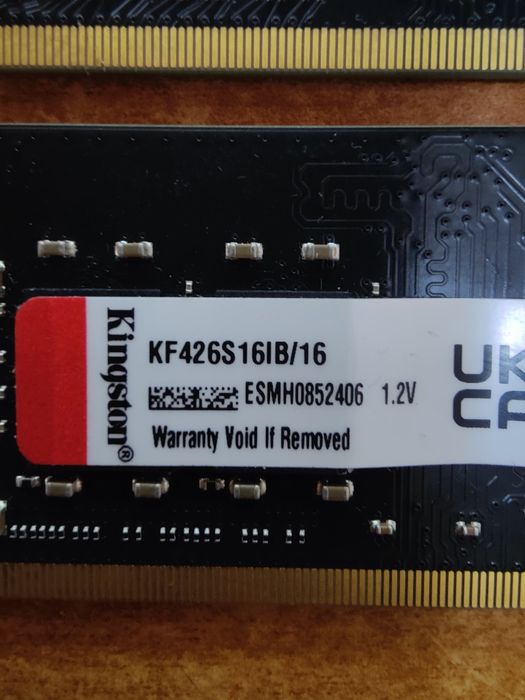 Kingston®
KF426S16IB/16
ESMH0852406 1.2V
Warranty Void If Removed
UK
CA